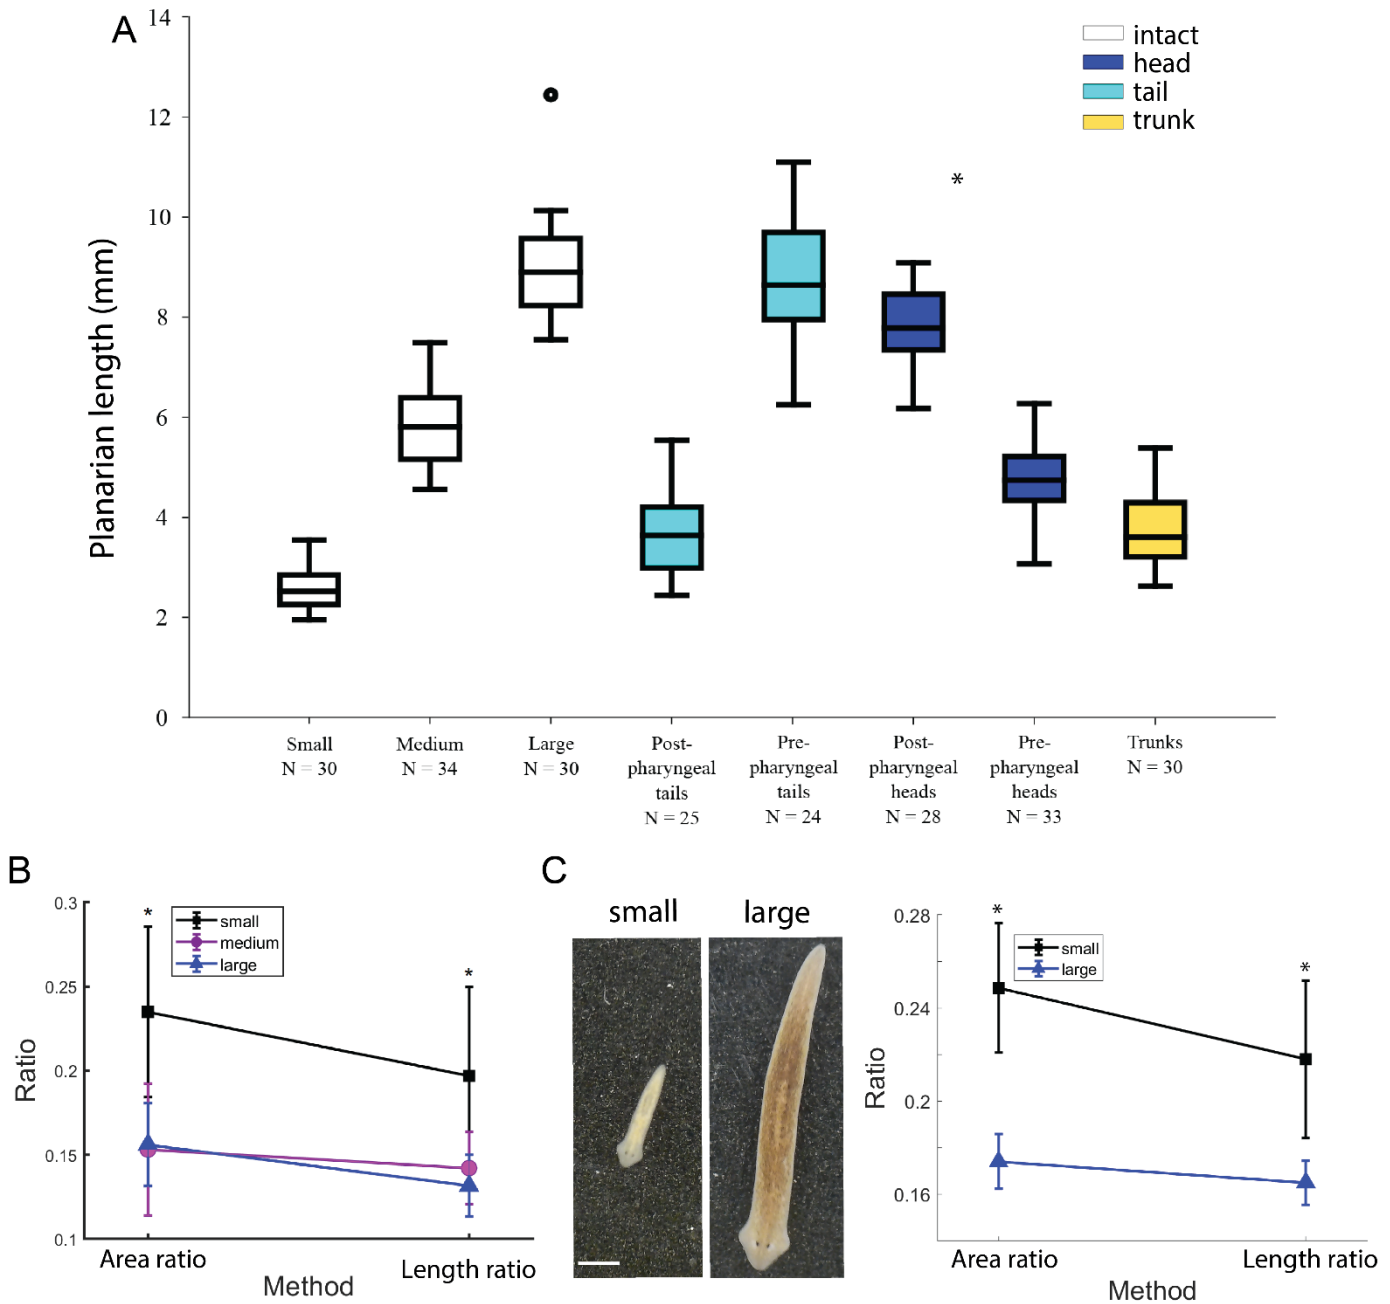 A
14
12
10
8
6
4
2
0
Planarian length (mm)
intact
head
tail
trunk
*
Small
N = 30
Medium
N = 34
Large
N = 30
Post-
pharyngeal
tails
N = 25
Pre-
pharyngeal
tails
N = 24
Post-
pharyngeal
heads
N = 28
Pre-
pharyngeal
heads
N = 33
Trunks
N = 30
B
0.3
0.25
0.2
0.15
0.1
Ratio
*
*
small
medium
large
Area ratio
Length ratio
Method
C
small
large
0.28
0.24
0.2
0.16
Ratio
*
*
small
large
Area ratio
Length ratio
Method